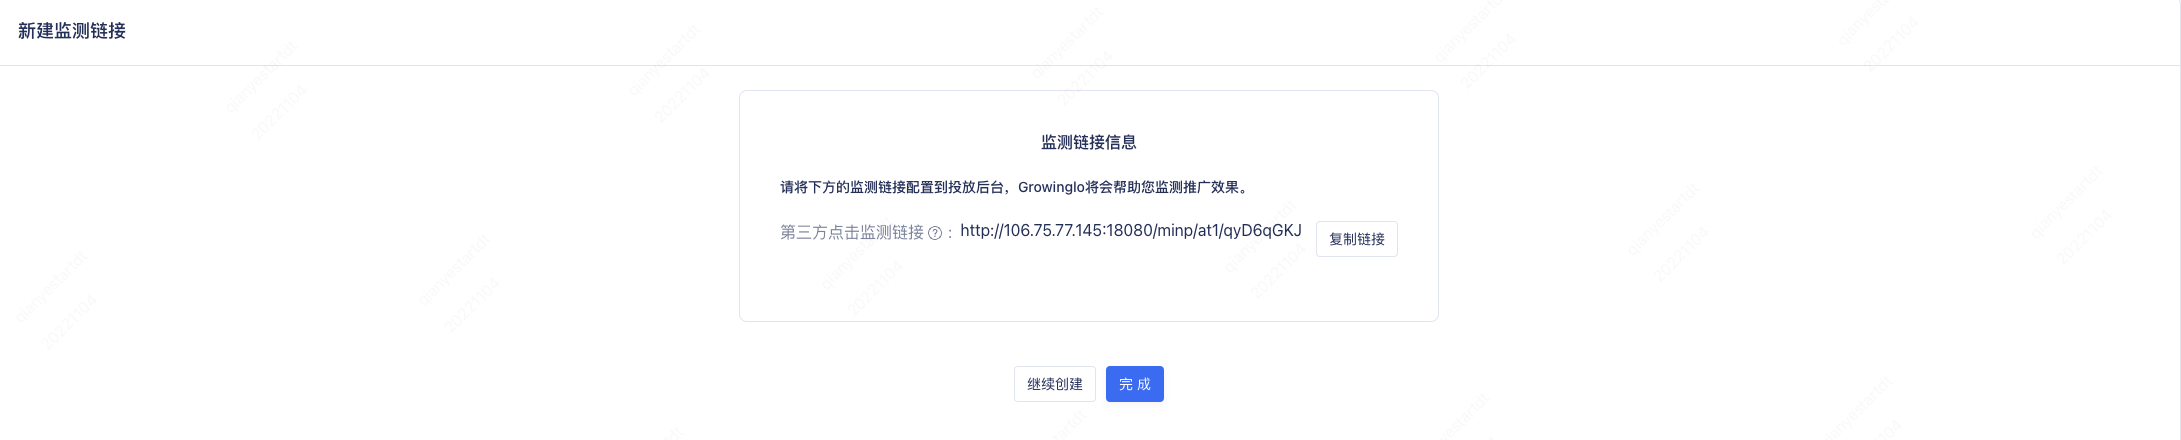 新建监测链接
监测链接信息
请将下方的监测链接配置到投放后台，GrowingIo将会帮助您监测推广效果。
第三方点击监测链接 ? : http://106.75.77.145:18080/minp/at1/qyD6qGKJ 复制链接
继续创建 完成
qianyestartdt
20221104